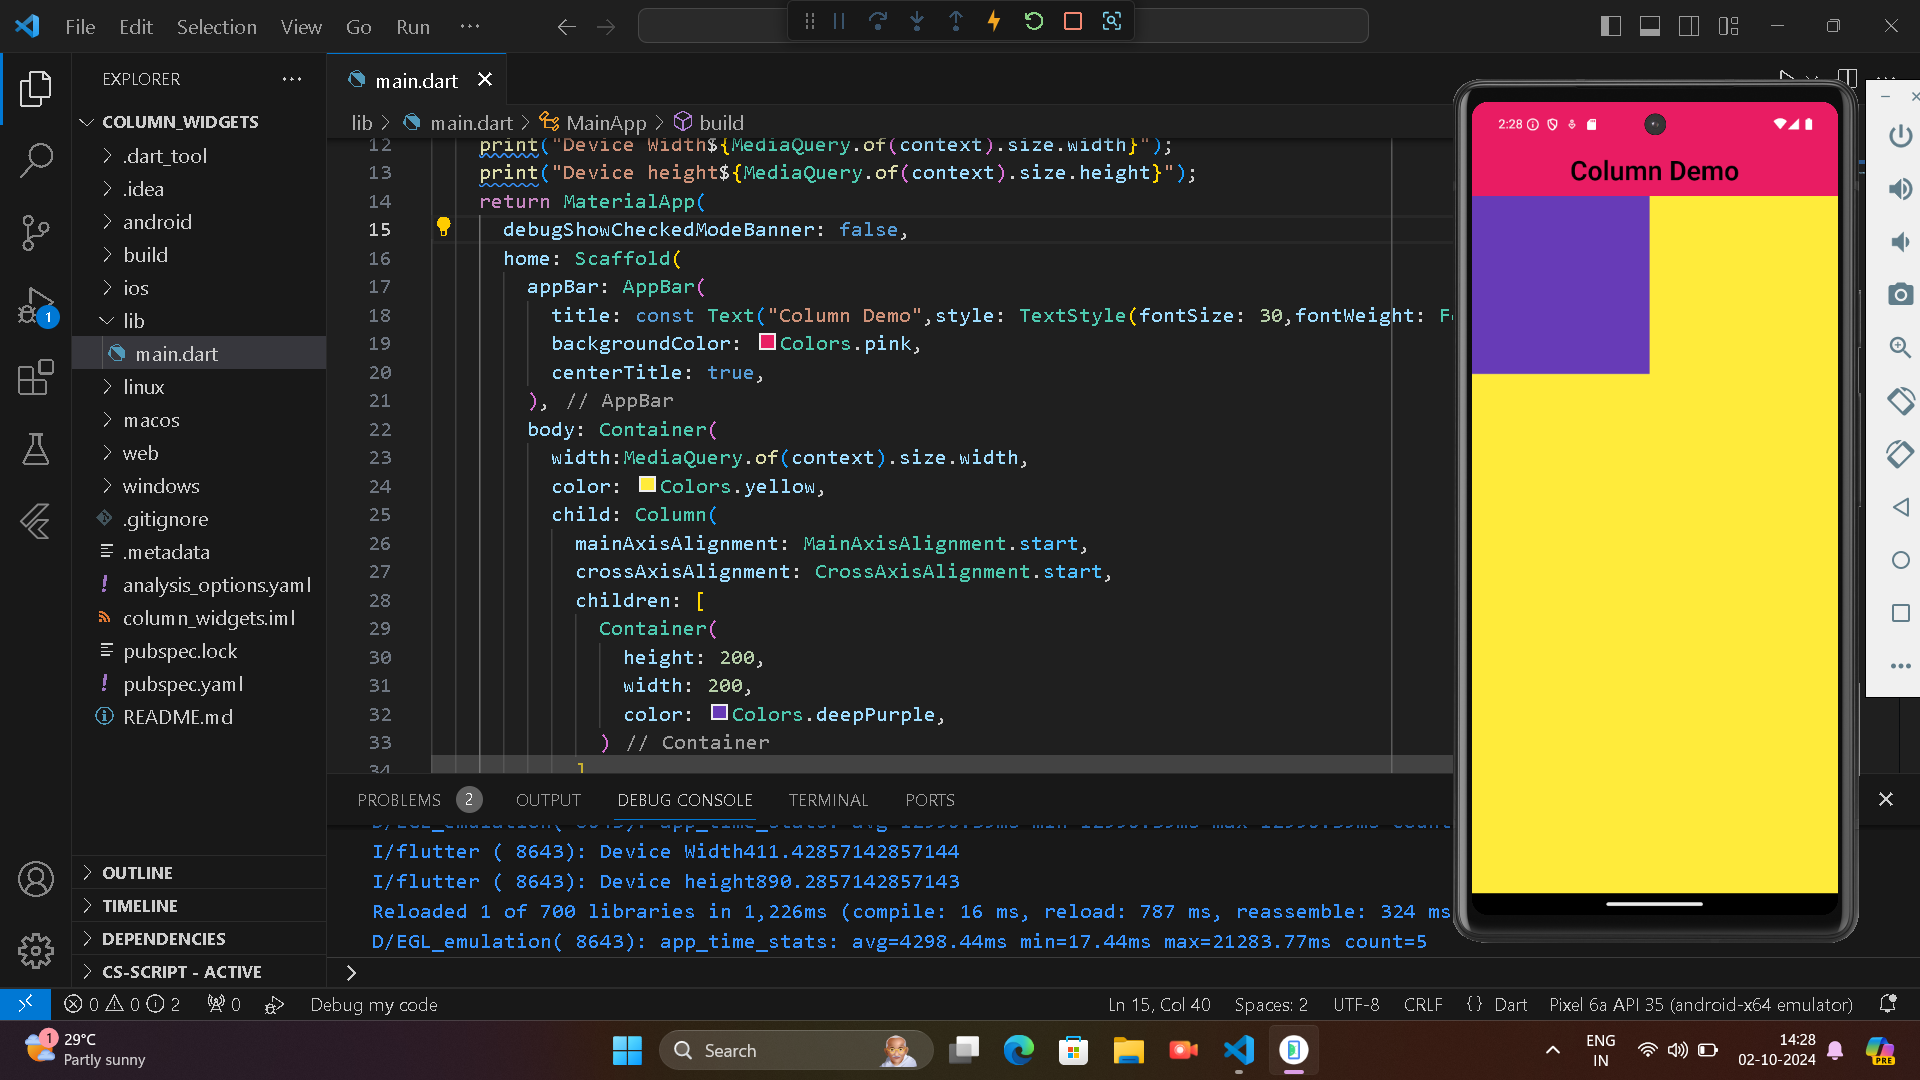 File Edit Selection View Go Run ···
EXPLORER
main.dart
COLUMN_WIDGETS
.dart_tool
.idea
android
build
ios
lib
main.dart
linux
macos
web
windows
.gitignore
.metadata
analysis_options.yaml
column_widgets.iml
pubspec.lock
pubspec.yaml
README.md
OUTLINE
TIMELINE
DEPENDENCIES
CS-SCRIPT - ACTIVE
1
lib > main.dart > MainApp > build
12 print("Device Width${MediaQuery.of(context).size.width}");
13 print("Device height${MediaQuery.of(context).size.height}");
14 return MaterialApp(
15 debugShowCheckedModeBanner: false,
16 home: Scaffold(
17 appBar: AppBar(
18 title: const Text("Column Demo",style: TextStyle(fontSize: 30,fontWeight: F
19 backgroundColor: Colors.pink,
20 centerTitle: true,
21 ), // AppBar
22 body: Container(
23 width:MediaQuery.of(context).size.width,
24 color: Colors.yellow,
25 child: Column(
26 mainAxisAlignment: MainAxisAlignment.start,
27 crossAxisAlignment: CrossAxisAlignment.start,
28 children: [
29 Container(
30 height: 200,
31 width: 200,
32 color: Colors.deepPurple,
33 ) // Container
34 ]
2:28
Column Demo
PROBLEMS 2 OUTPUT DEBUG CONSOLE TERMINAL PORTS
I/flutter ( 8643): Device Width411.42857142857144
I/flutter ( 8643): Device height890.2857142857143
Reloaded 1 of 700 libraries in 1,226ms (compile: 16 ms, reload: 787 ms, reassemble: 324 ms
D/EGL_emulation( 8643): app_time_stats: avg=4298.44ms min=17.44ms max=21283.77ms count=5
>
0 0 2 0 Debug my code Ln 15, Col 40 Spaces: 2 UTF-8 CRLF {} Dart Pixel 6a API 35 (android-x64 emulator)
1
29°C
Partly sunny
Search
ENG
IN
14:28
02-10-2024
PRE